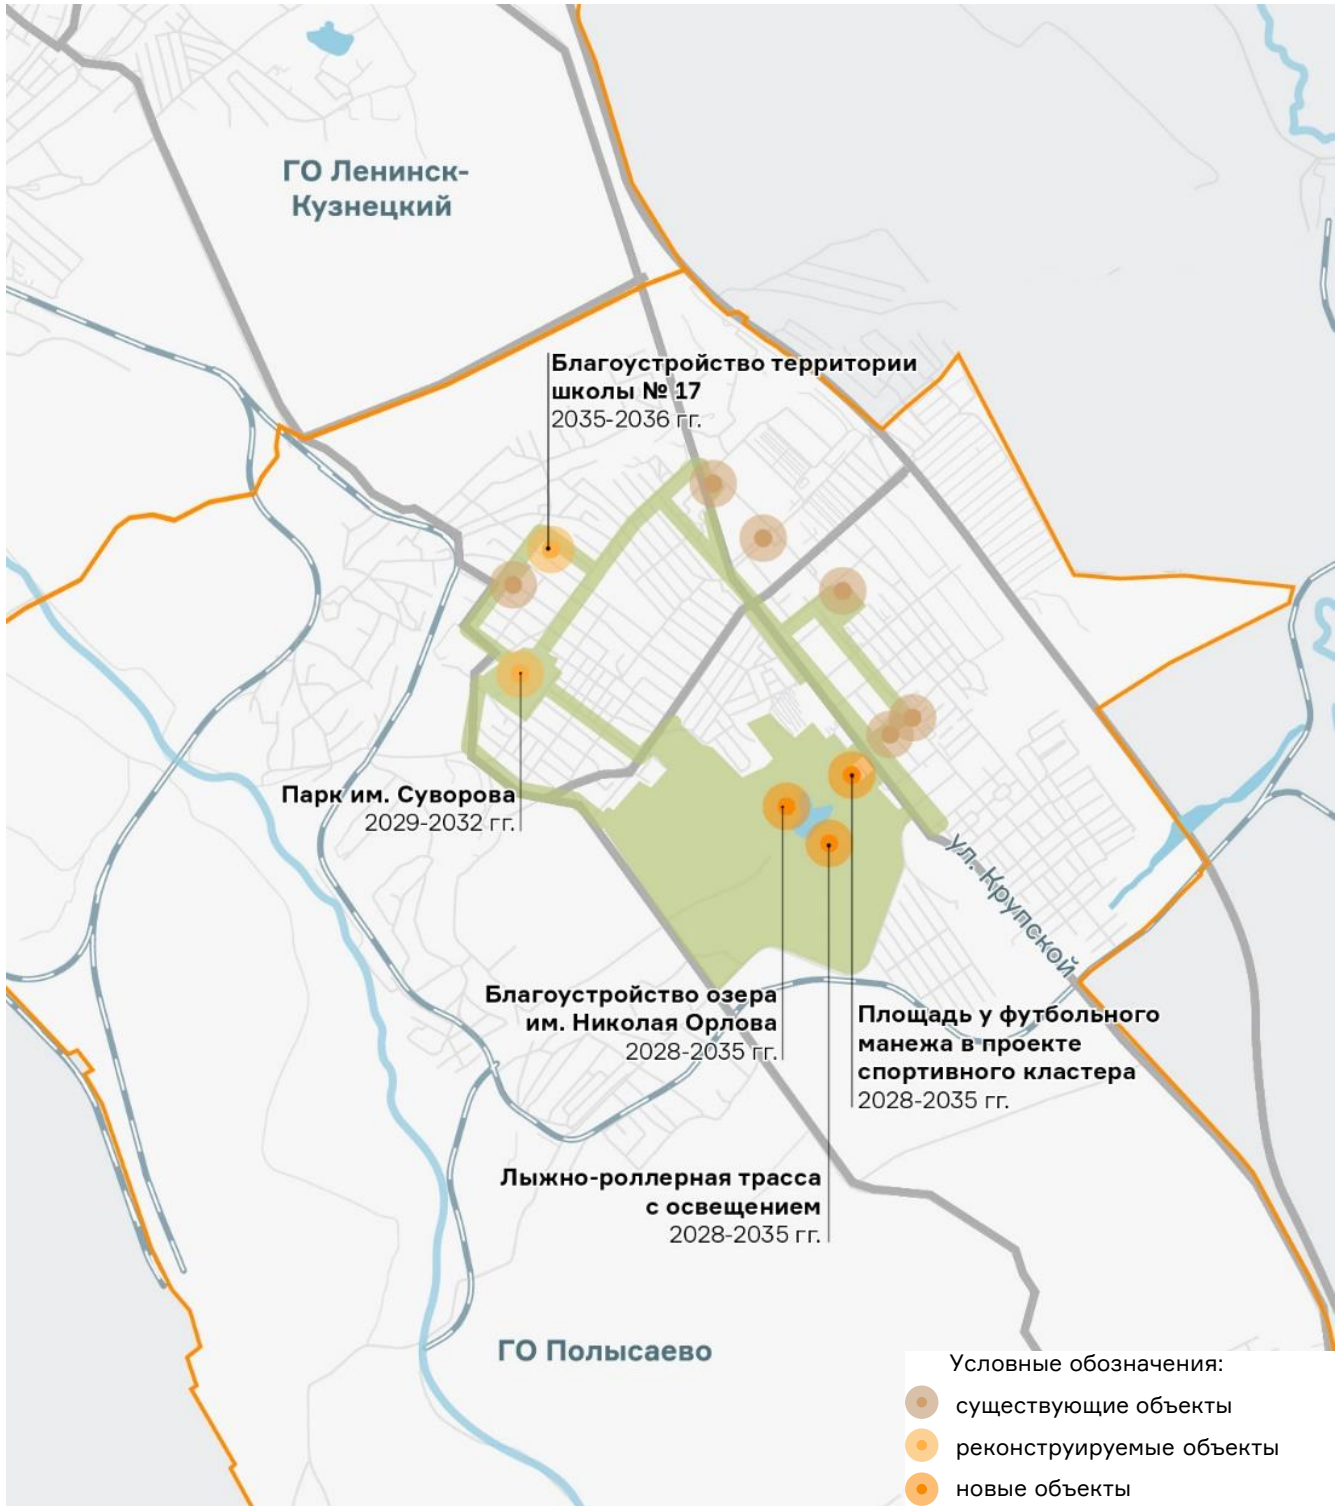 ГО Ленинск-
Кузнецкий
Благоустройство территории
школы № 17
2035-2036 гг.
Парк им. Суворова
2029-2032 гг.
ул. Крупской
Благоустройство озера
им. Николая Орлова
2028-2035 гг.
Площадь у футбольного
манежа в проекте
спортивного кластера
2028-2035 гг.
Лыжно-роллерная трасса
с освещением
2028-2035 гг.
ГО Полысаево
Условные обозначения:
существующие объекты
реконструируемые объекты
новые объекты